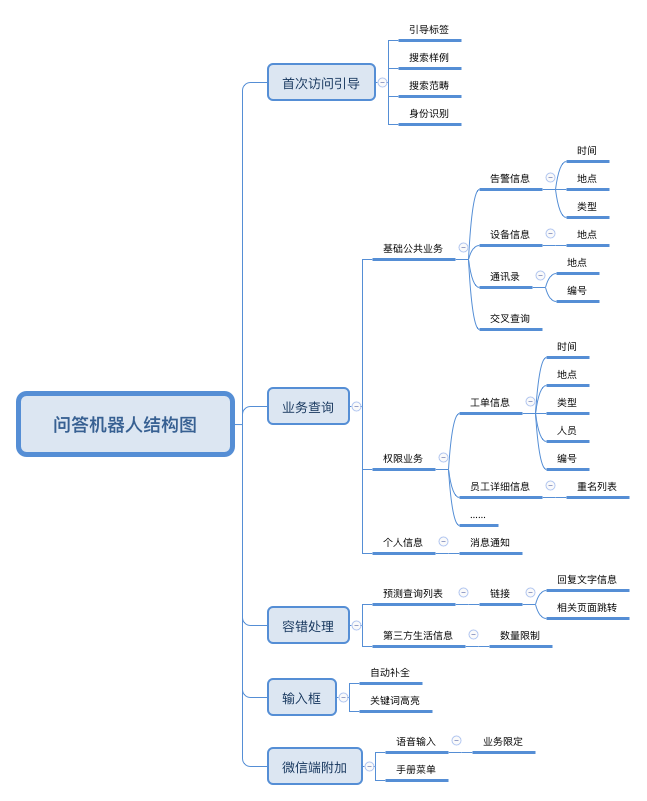 问答机器人结构图
首次访问引导
引导标签
搜索样例
搜索范畴
身份识别
业务查询
基础公共业务
告警信息
时间
地点
类型
设备信息
地点
通讯录
地点
编号
交叉查询
权限业务
工单信息
时间
地点
类型
人员
编号
员工详细信息
重名列表
......
个人信息
消息通知
容错处理
预测查询列表
链接
回复文字信息
相关页面跳转
第三方生活信息
数量限制
输入框
自动补全
关键词高亮
微信端附加
语音输入
业务限定
手册菜单